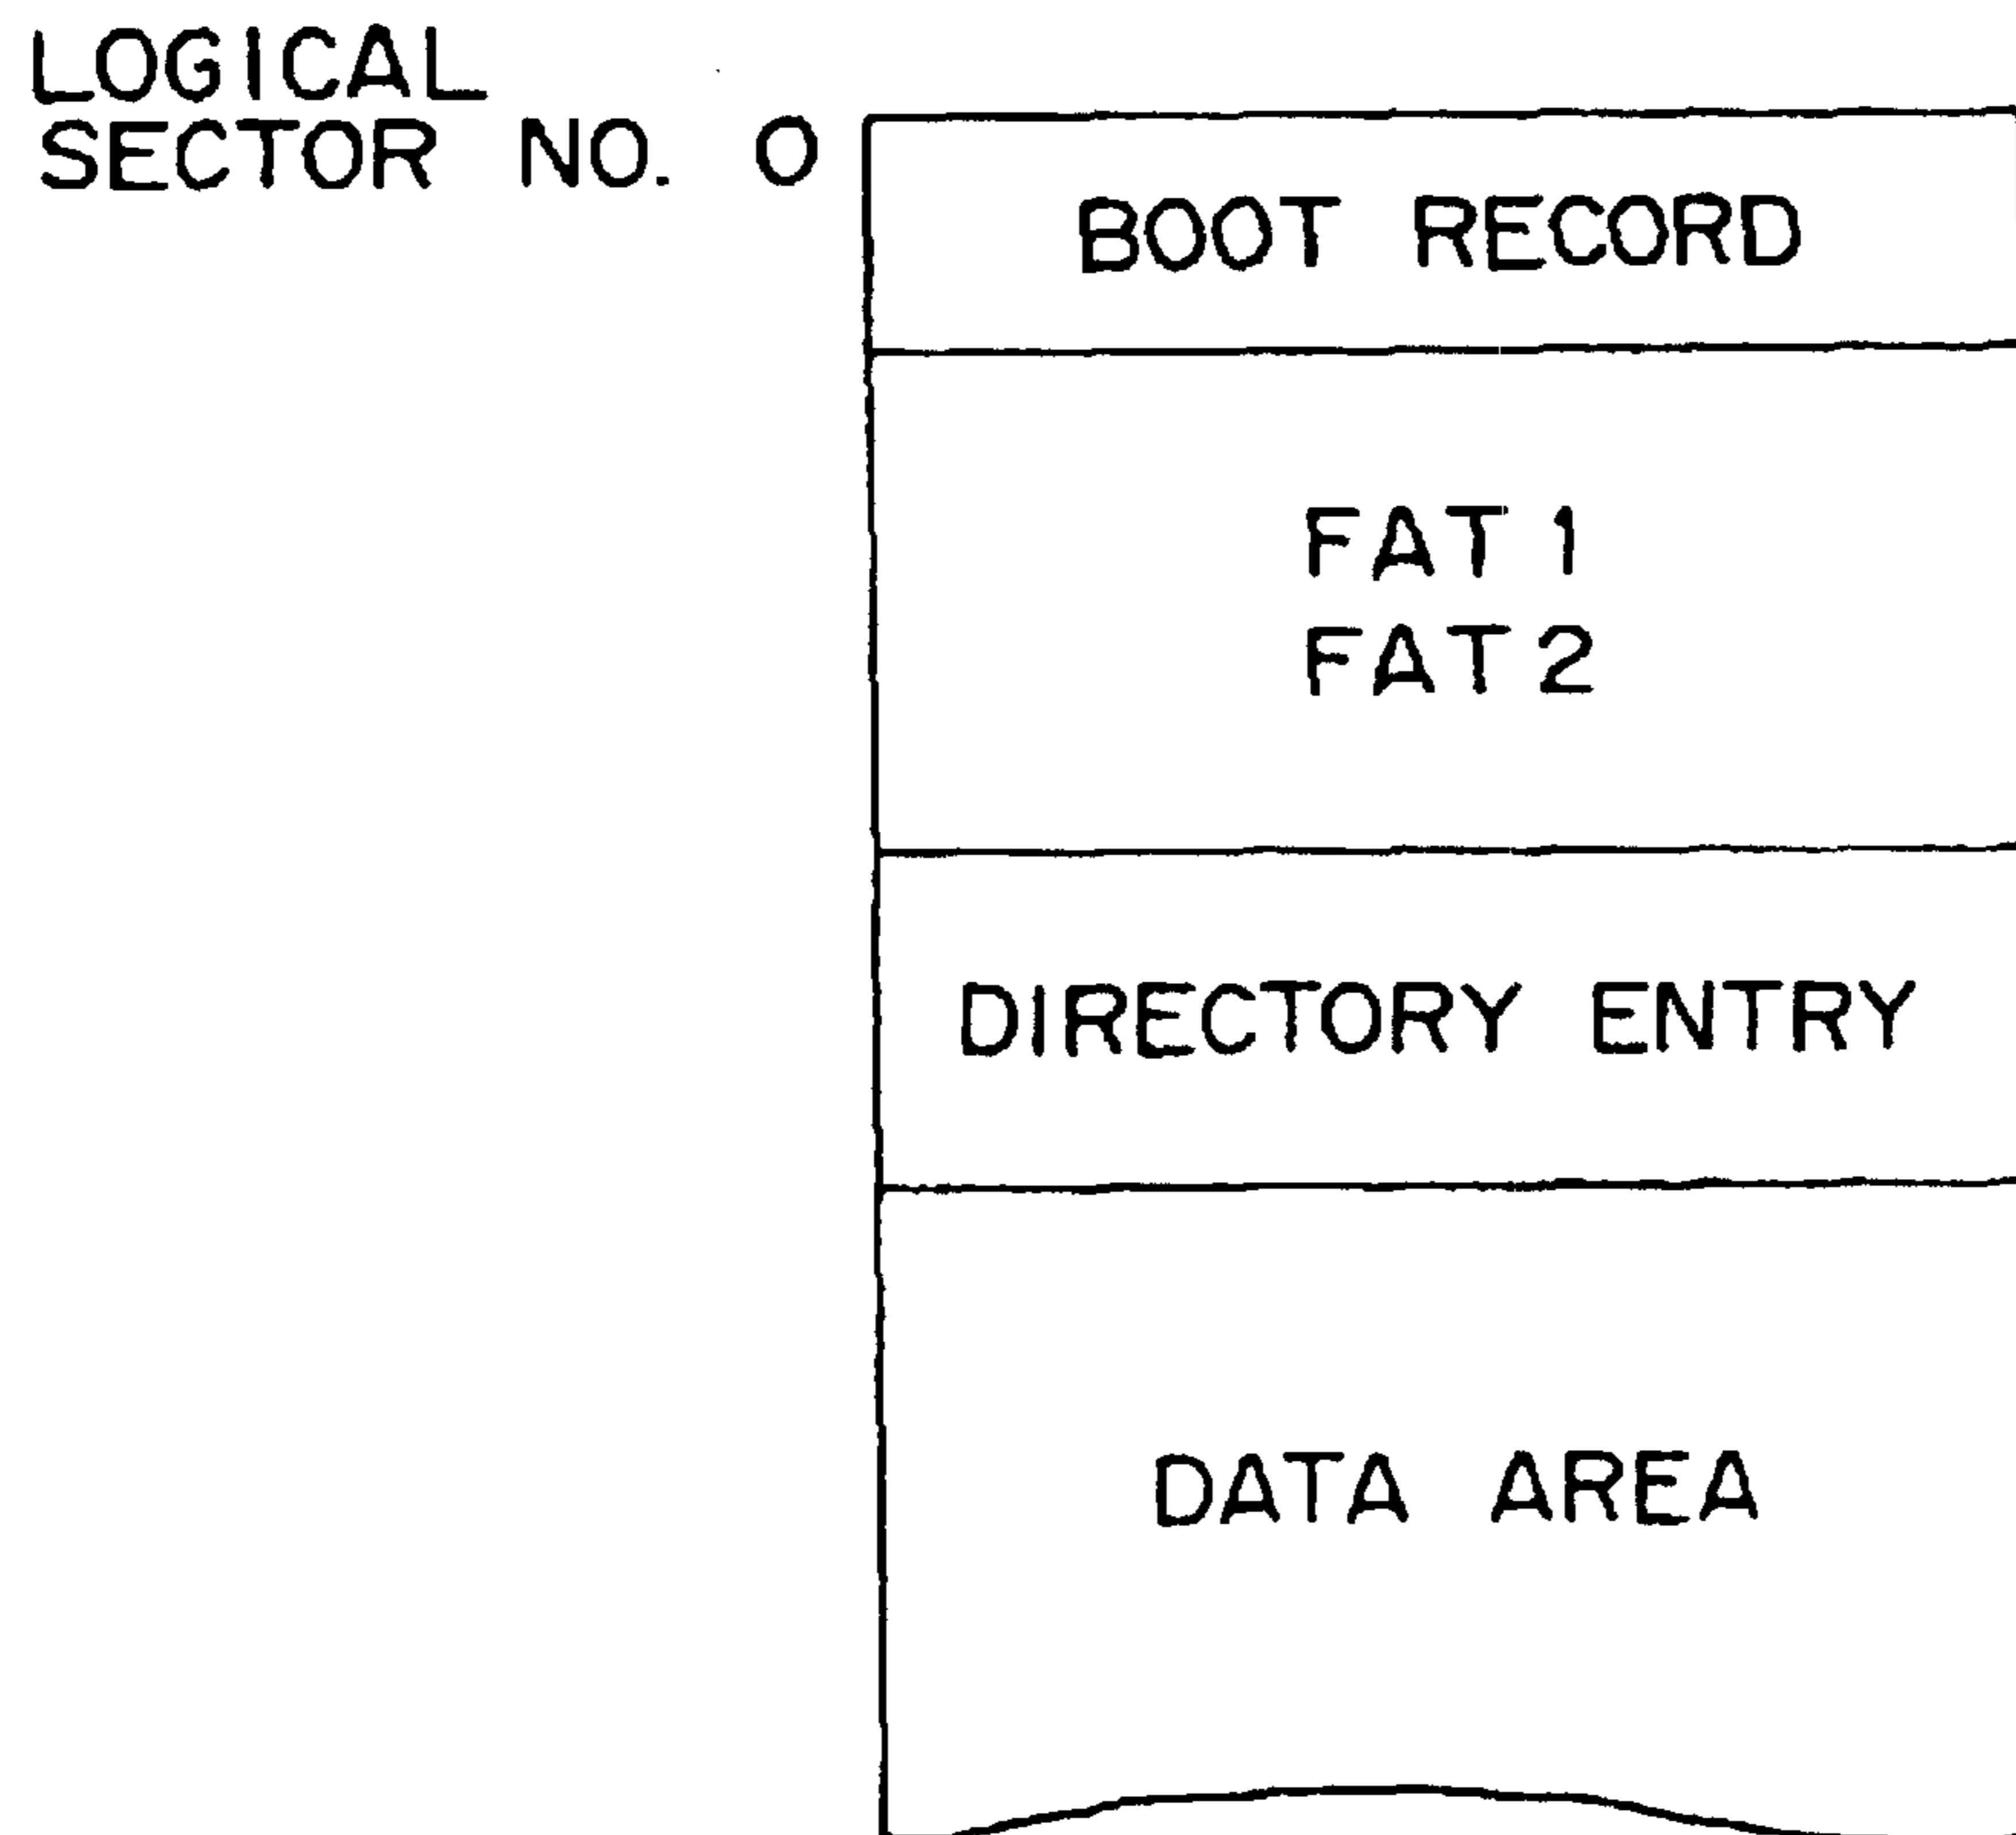 LOGICAL
SECTOR NO. 0
BOOT RECORD
FAT 1
FAT 2
DIRECTORY ENTRY
DATA AREA